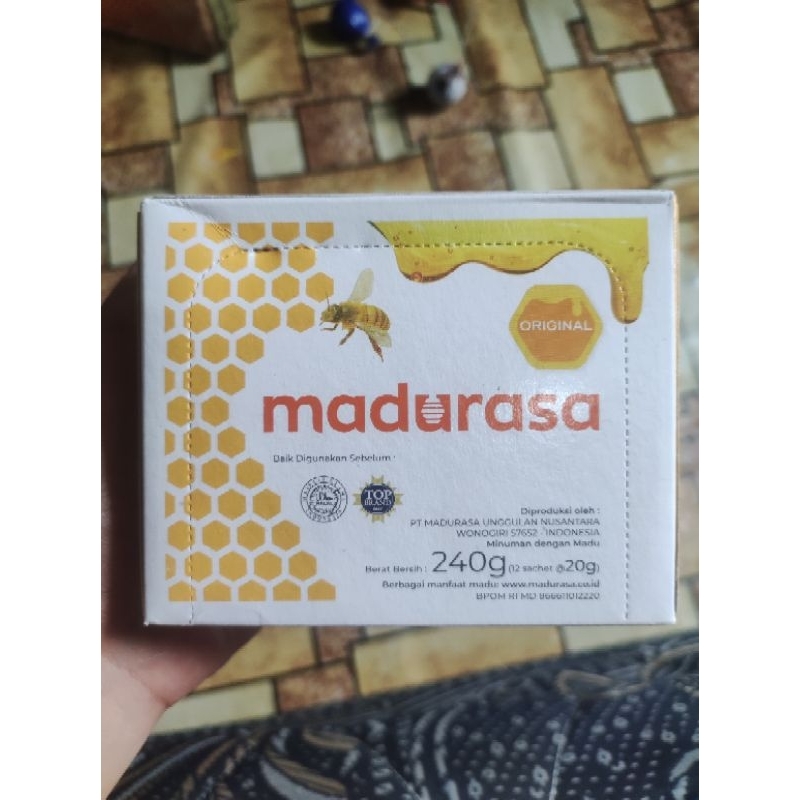 ORIGINAL
madurasa
Baik Digunakan Sebelum :
TOP
BRAND
Diproduksi oleh :
PT MADURASA UNGGULAN NUSANTARA
WONOGIRI 57652 - INDONESIA
Minuman dengan Madu
Berat Bersih : 240g (12 sachet @20g)
Berbagai manfaat madu: www.madurasa.co.id
BPOM RI MD 866611012220